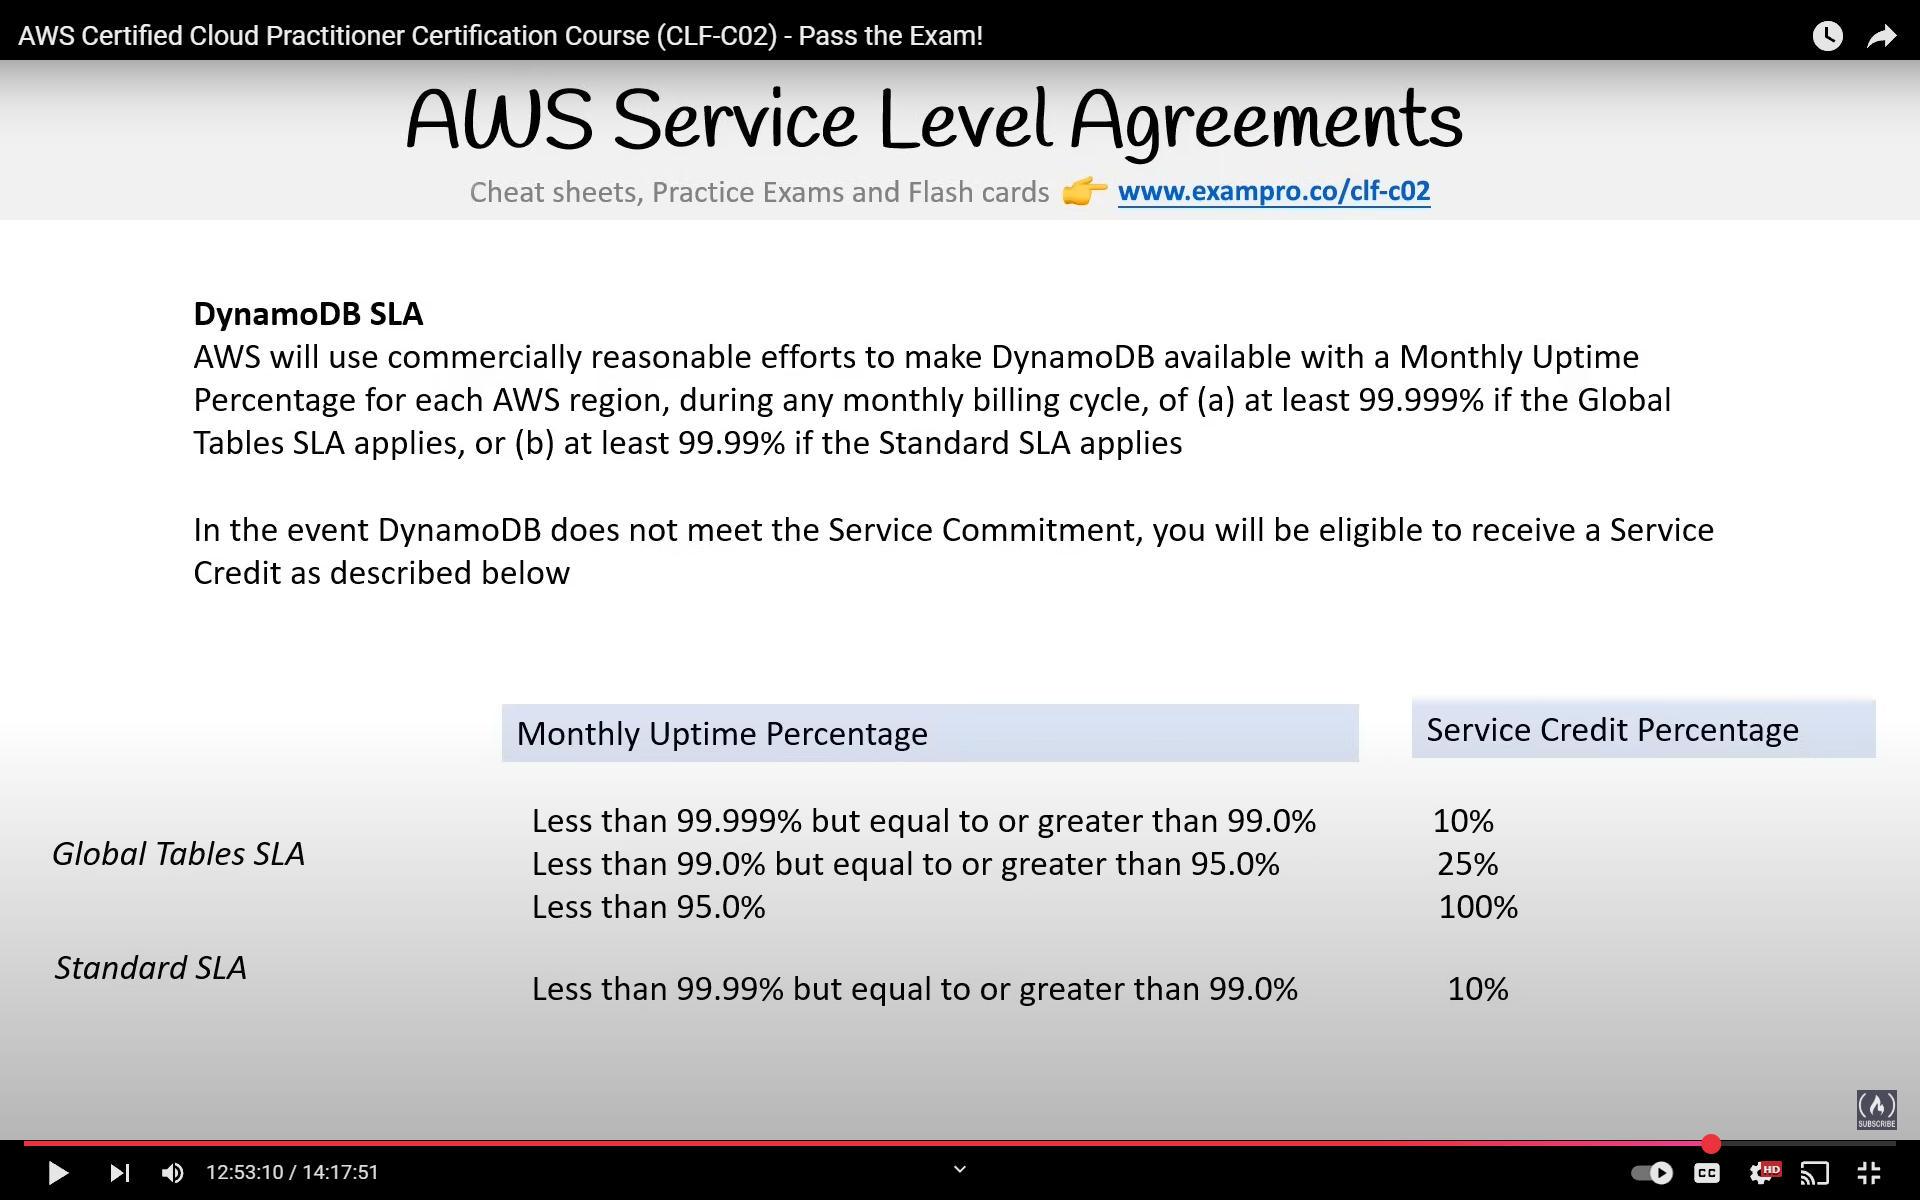 AWS Certified Cloud Practitioner Certification Course (CLF-C02) - Pass the Exam!
AWS Service Level Agreements
Cheat sheets, Practice Exams and Flash cards 👉 www.exampro.co/clf-c02
DynamoDB SLA
AWS will use commercially reasonable efforts to make DynamoDB available with a Monthly Uptime
Percentage for each AWS region, during any monthly billing cycle, of (a) at least 99.999% if the Global
Tables SLA applies, or (b) at least 99.99% if the Standard SLA applies
In the event DynamoDB does not meet the Service Commitment, you will be eligible to receive a Service
Credit as described below
Monthly Uptime Percentage Service Credit Percentage
Less than 99.999% but equal to or greater than 99.0% 10%
Global Tables SLA
Less than 99.0% but equal to or greater than 95.0% 25%
Less than 95.0% 100%
Standard SLA
Less than 99.99% but equal to or greater than 99.0% 10%
SUBSCRIBE
12:53:10 / 14:17:51
CC
HD